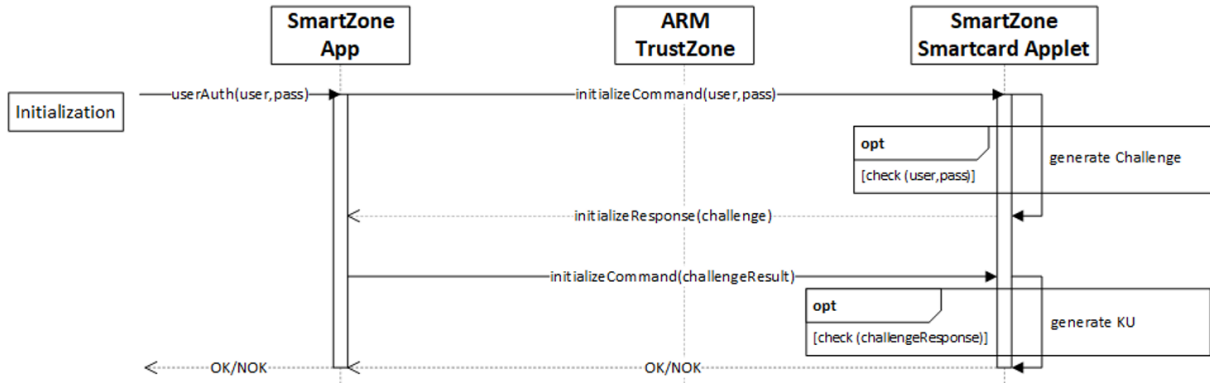 SmartZone
App
ARM
TrustZone
SmartZone
Smartcard Applet
Initialization
userAuth(user,pass)
initializeCommand(user,pass)
opt
[check (user,pass)]
generate Challenge
initializeResponse(challenge)
initializeCommand(challengeResult)
opt
[check (challengeResponse)]
generate KU
OK/NOK
OK/NOK